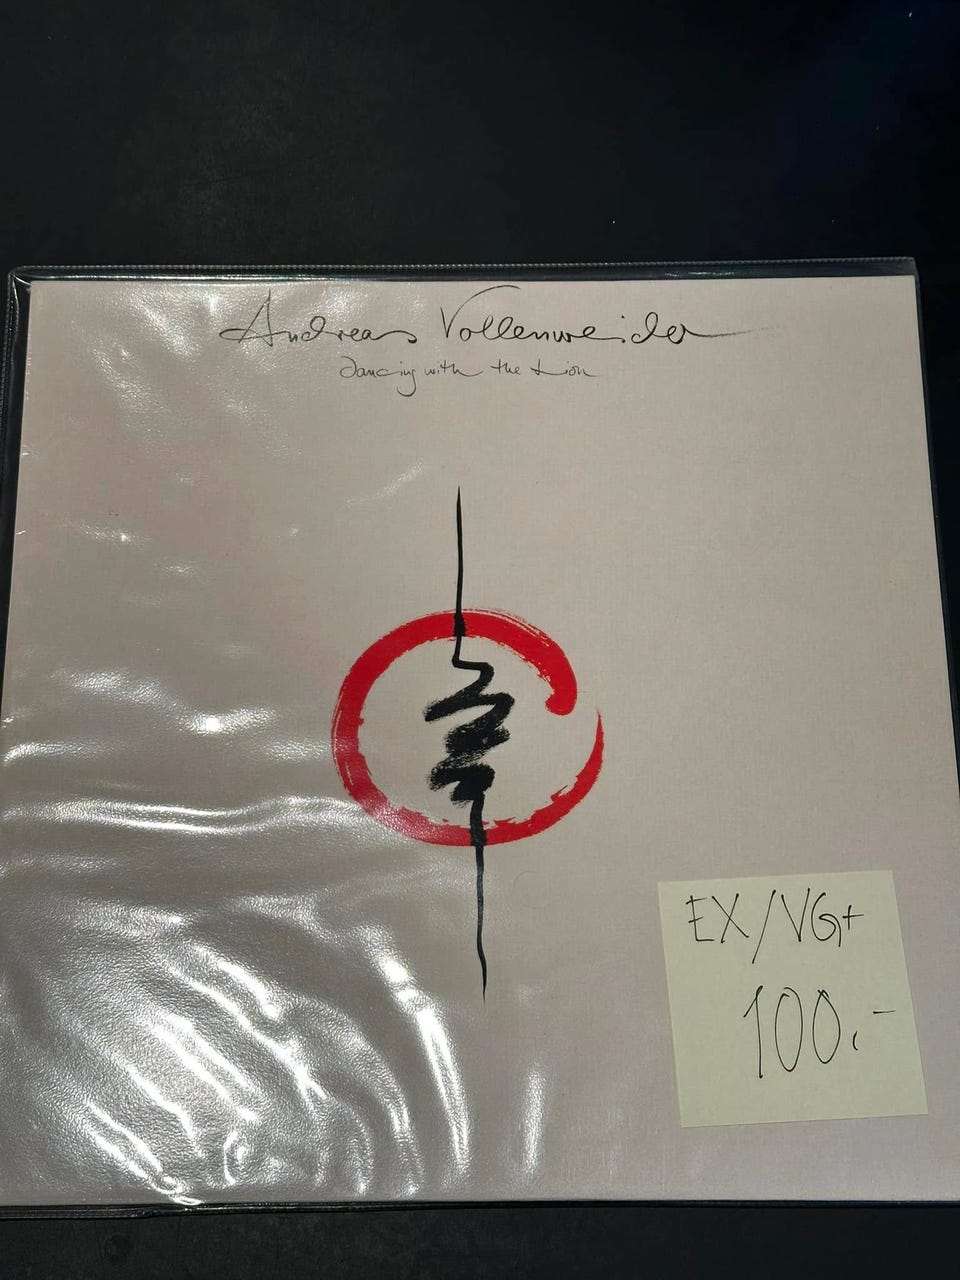 Andreas Vollenweider
Dancing with the Lion
EX/VG+
100.-